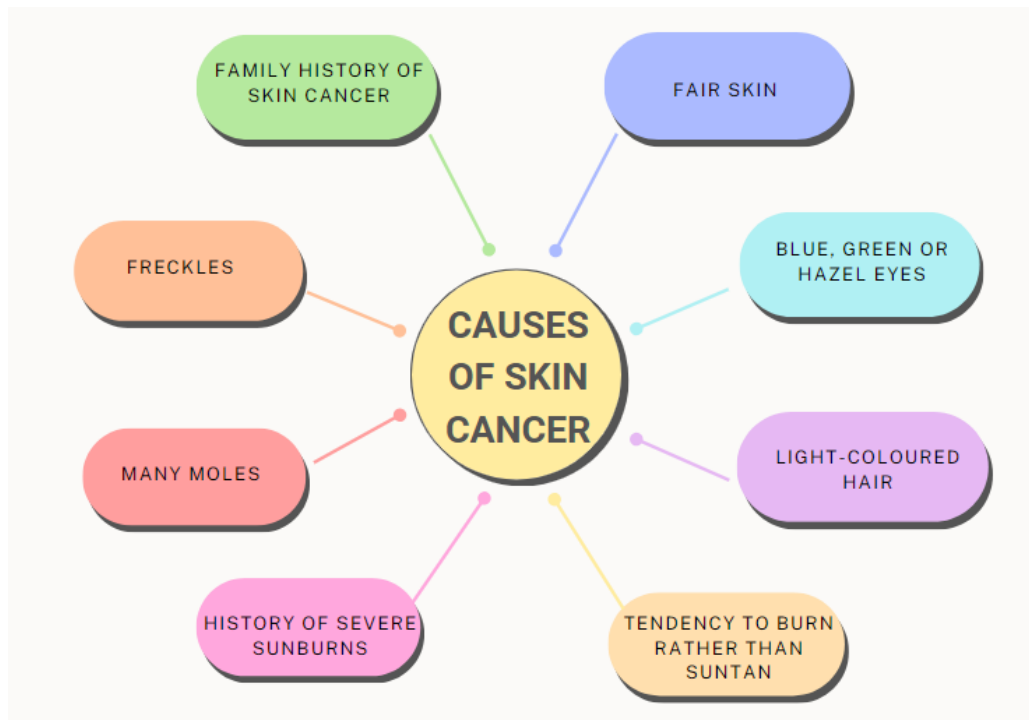 FAMILY HISTORY OF
SKIN CANCER
FAIR SKIN
FRECKLES
BLUE, GREEN OR
HAZEL EYES
CAUSES
OF SKIN
CANCER
MANY MOLES
LIGHT-COLOURED
HAIR
HISTORY OF SEVERE
SUNBURNS
TENDENCY TO BURN
RATHER THAN
SUNTAN